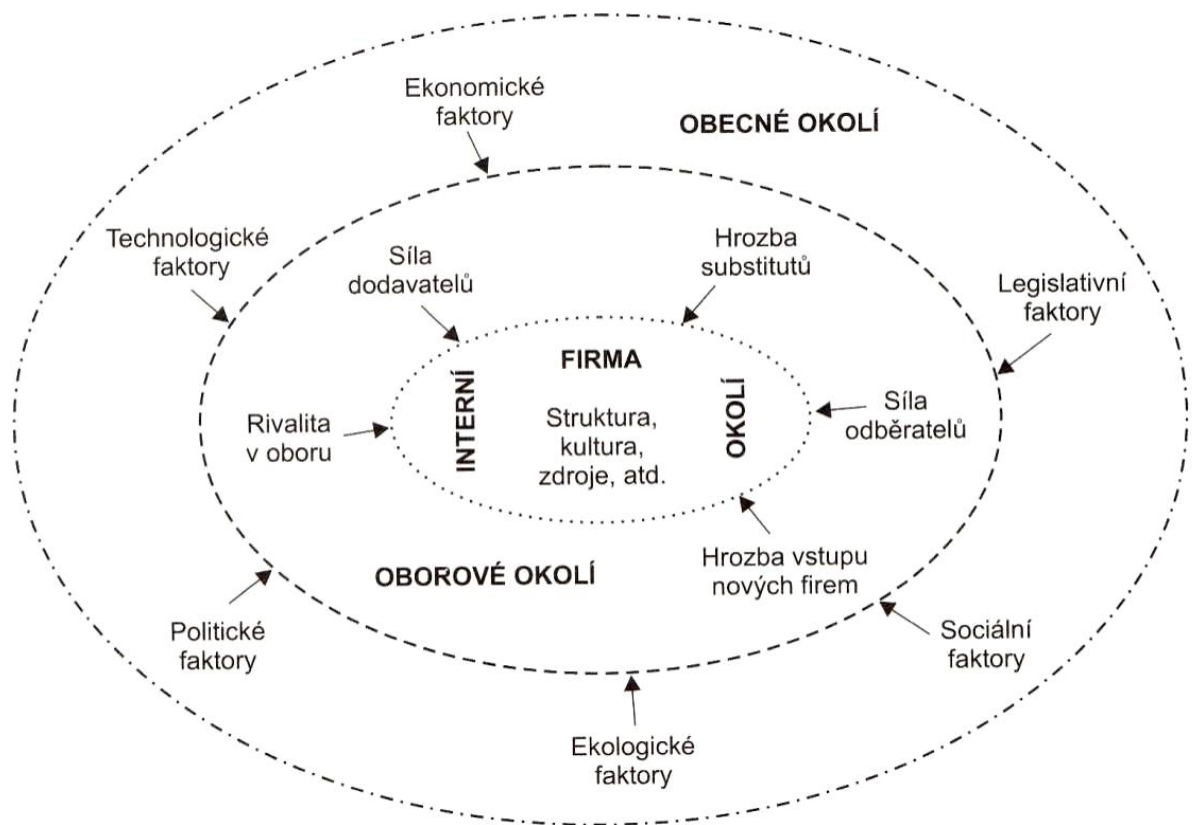 Ekonomické
faktory
OBECNÉ OKOLÍ
Technologické
faktory
Síla
dodavatelů
Hrozba
substitutů
Legislativní
faktory
FIRMA
INTERNÍ
OKOLÍ
Struktura,
kultura,
zdroje, atd.
Rivalita
v oboru
Síla
odběratelů
OBOROVÉ OKOLÍ
Hrozba vstupu
nových firem
Politické
faktory
Sociální
faktory
Ekologické
faktory